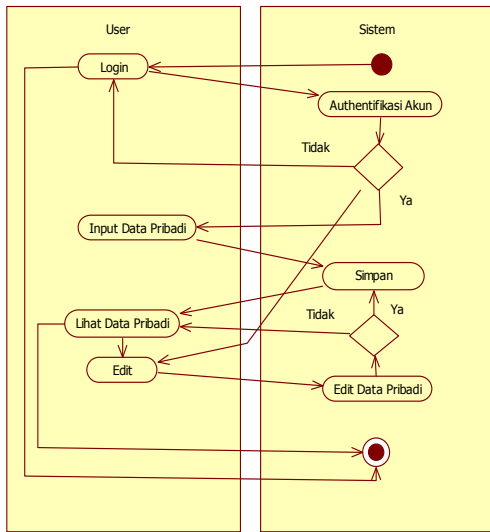 User
Sistem
Login
Authentifikasi Akun
Tidak
Ya
Input Data Pribadi
Simpan
Lihat Data Pribadi
Tidak
Ya
Edit
Edit Data Pribadi